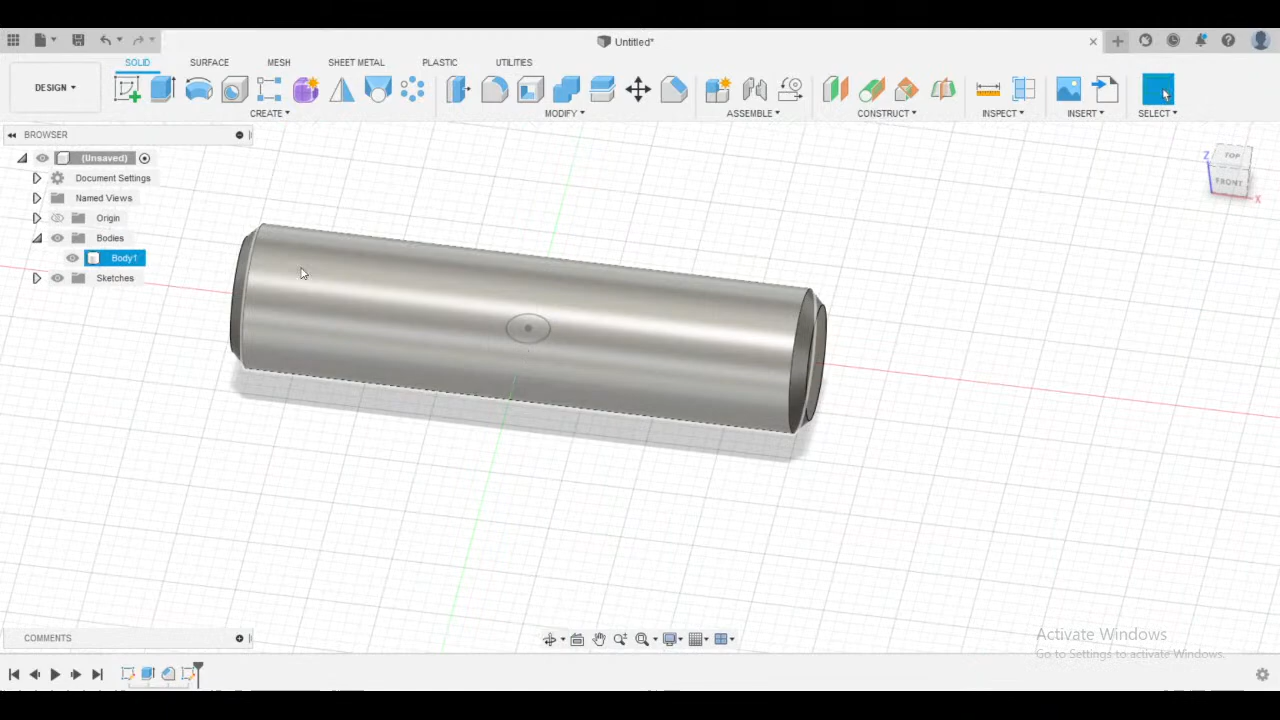 Untitled*
SOLID SURFACE MESH SHEET METAL PLASTIC UTILITIES
DESIGN
CREATE MODIFY ASSEMBLE CONSTRUCT INSPECT INSERT SELECT
BROWSER
(Unsaved)
Document Settings
Named Views
Origin
Bodies
Body1
Sketches
TOP
Z
FRONT
X
Activate Windows
Go to Settings to activate Windows.
COMMENTS